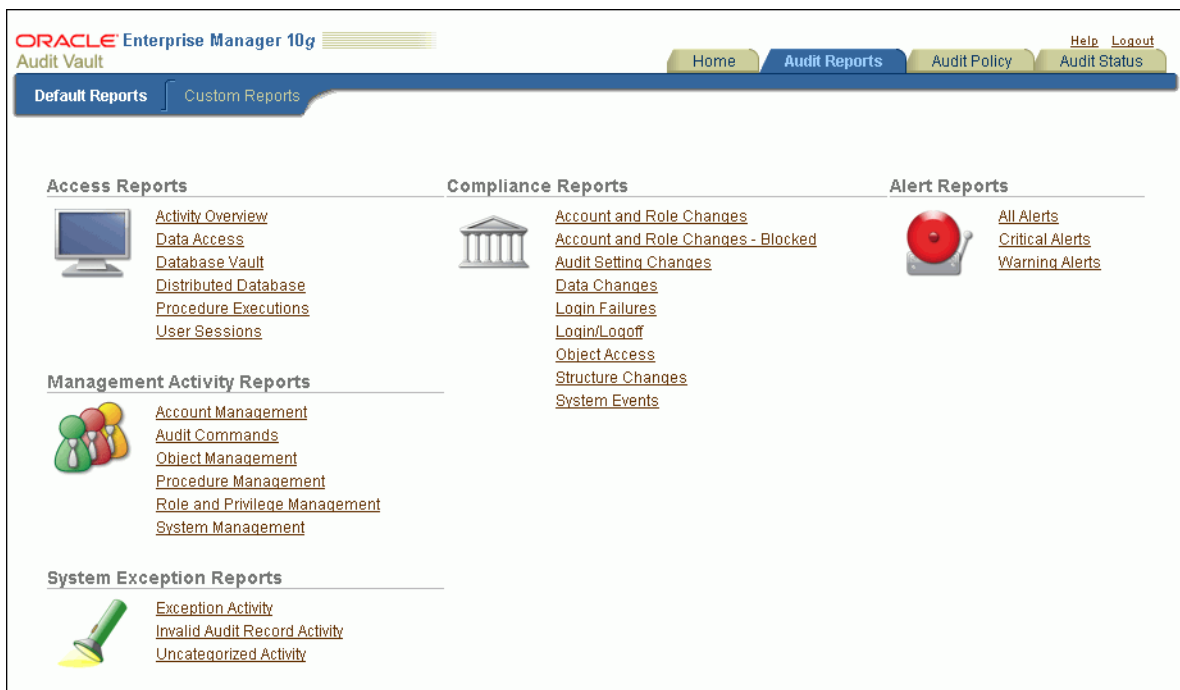 ORACLE Enterprise Manager 10g
Audit Vault
Help Logout
Home Audit Reports Audit Policy Audit Status
Default Reports Custom Reports
Access Reports
Activity Overview
Data Access
Database Vault
Distributed Database
Procedure Executions
User Sessions
Management Activity Reports
Account Management
Audit Commands
Object Management
Procedure Management
Role and Privilege Management
System Management
System Exception Reports
Exception Activity
Invalid Audit Record Activity
Uncategorized Activity
Compliance Reports
Account and Role Changes
Account and Role Changes - Blocked
Audit Setting Changes
Data Changes
Login Failures
Login/Logoff
Object Access
Structure Changes
System Events
Alert Reports
All Alerts
Critical Alerts
Warning Alerts